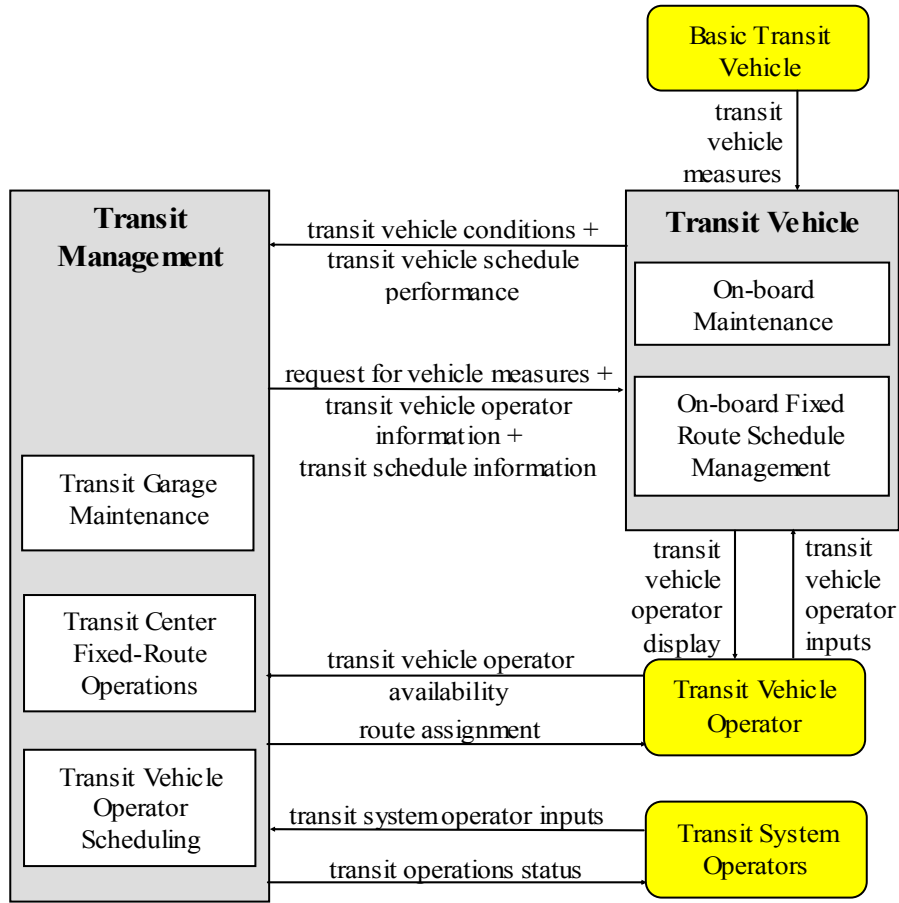 Basic Transit
Vehicle
transit
vehicle
measures
Transit
Management
transit vehicle conditions +
transit vehicle schedule
performance
Transit Vehicle
On-board
Maintenance
request for vehicle measures +
transit vehicle operator
information +
transit schedule information
On-board Fixed
Route Schedule
Management
Transit Garage
Maintenance
transit
vehicle
operator
display
transit
vehicle
operator
inputs
Transit Center
Fixed-Route
Operations
transit vehicle operator
availability
route assignment
Transit Vehicle
Operator
Transit Vehicle
Operator
Scheduling
transit system operator inputs
transit operations status
Transit System
Operators